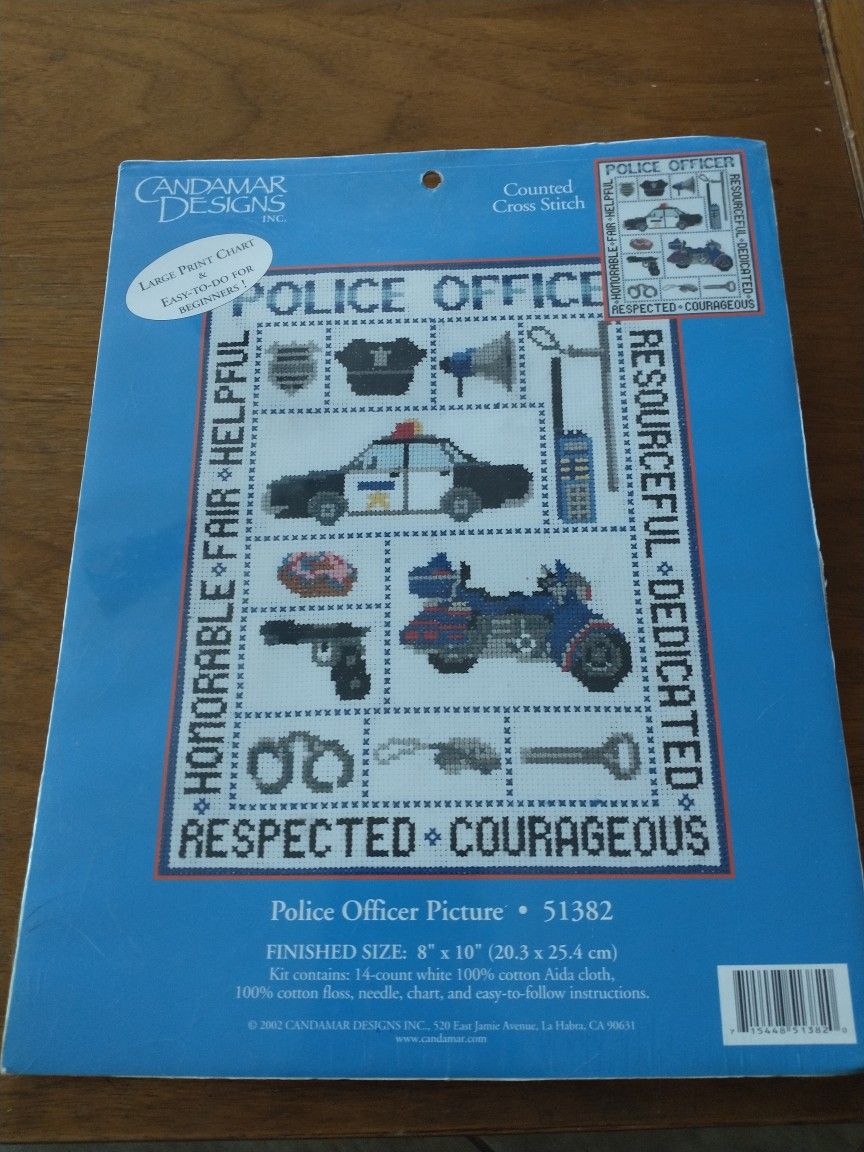 CANDAMAR
DESIGNS
INC.
Counted
Cross Stitch
LARGE PRINT CHART
&
EASY-TO-DO FOR
BEGINNERS !
POLICE OFFICER
HONORABLE FAIR HELPFUL
RESOURCEFUL DEDICATED
RESPECTED COURAGEOUS
POLICE OFFICE
HONORABLE FAIR HELPFUL
RESOURCEFUL DEDICATED
RESPECTED COURAGEOUS
Police Officer Picture • 51382
FINISHED SIZE: 8" x 10" (20.3 x 25.4 cm)
Kit contains: 14-count white 100% cotton Aida cloth,
100% cotton floss, needle, chart, and easy-to-follow instructions.
© 2002 CANDAMAR DESIGNS INC., 520 East Jamie Avenue, La Habra, CA 90631
www.candamar.com
7 15448 51382 0